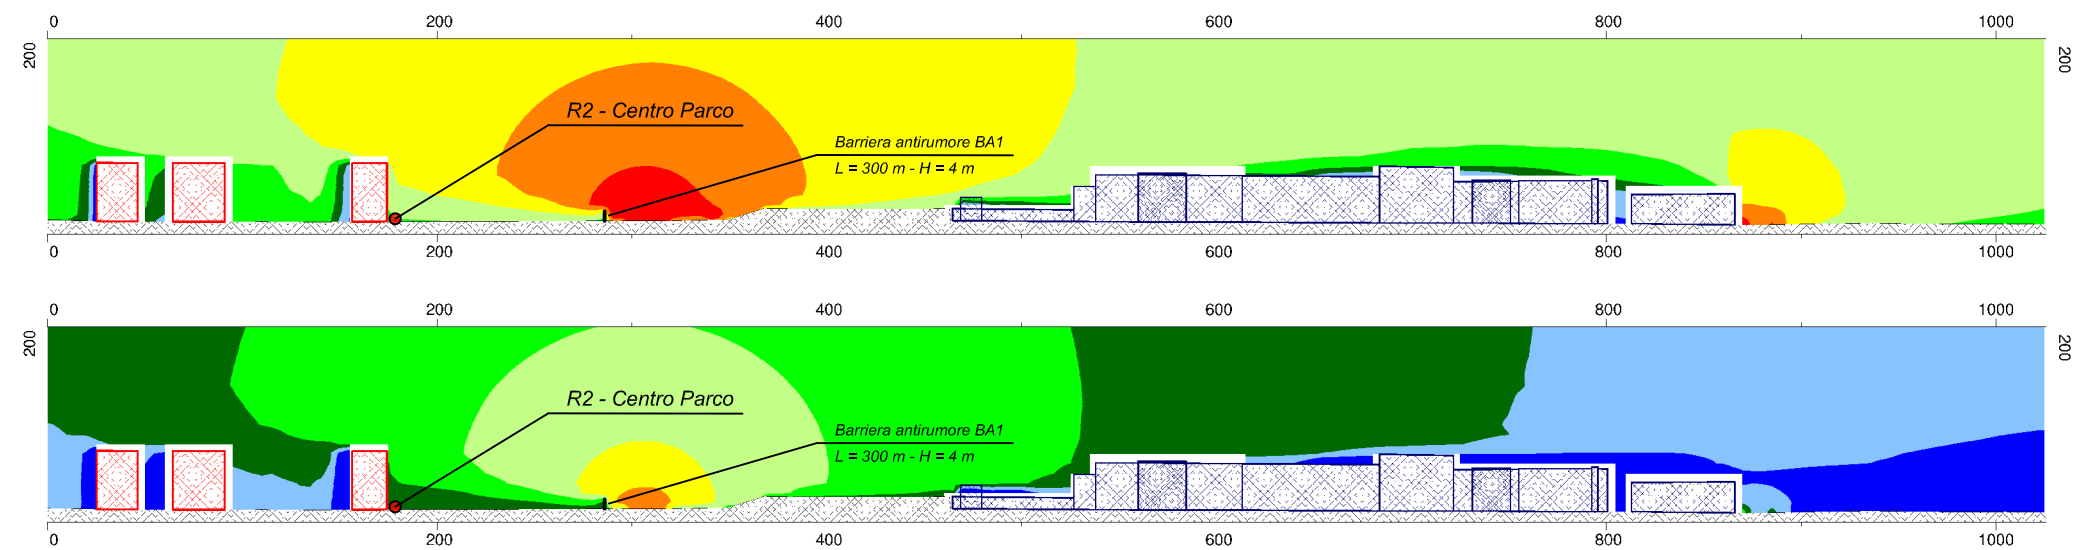 0 200 400 600 800 1000
200 200
R2 - Centro Parco
Barriera antirumore BA1
L = 300 m - H = 4 m
0 200 400 600 800 1000
0 200 400 600 800 1000
200 200
R2 - Centro Parco
Barriera antirumore BA1
L = 300 m - H = 4 m
0 200 400 600 800 1000